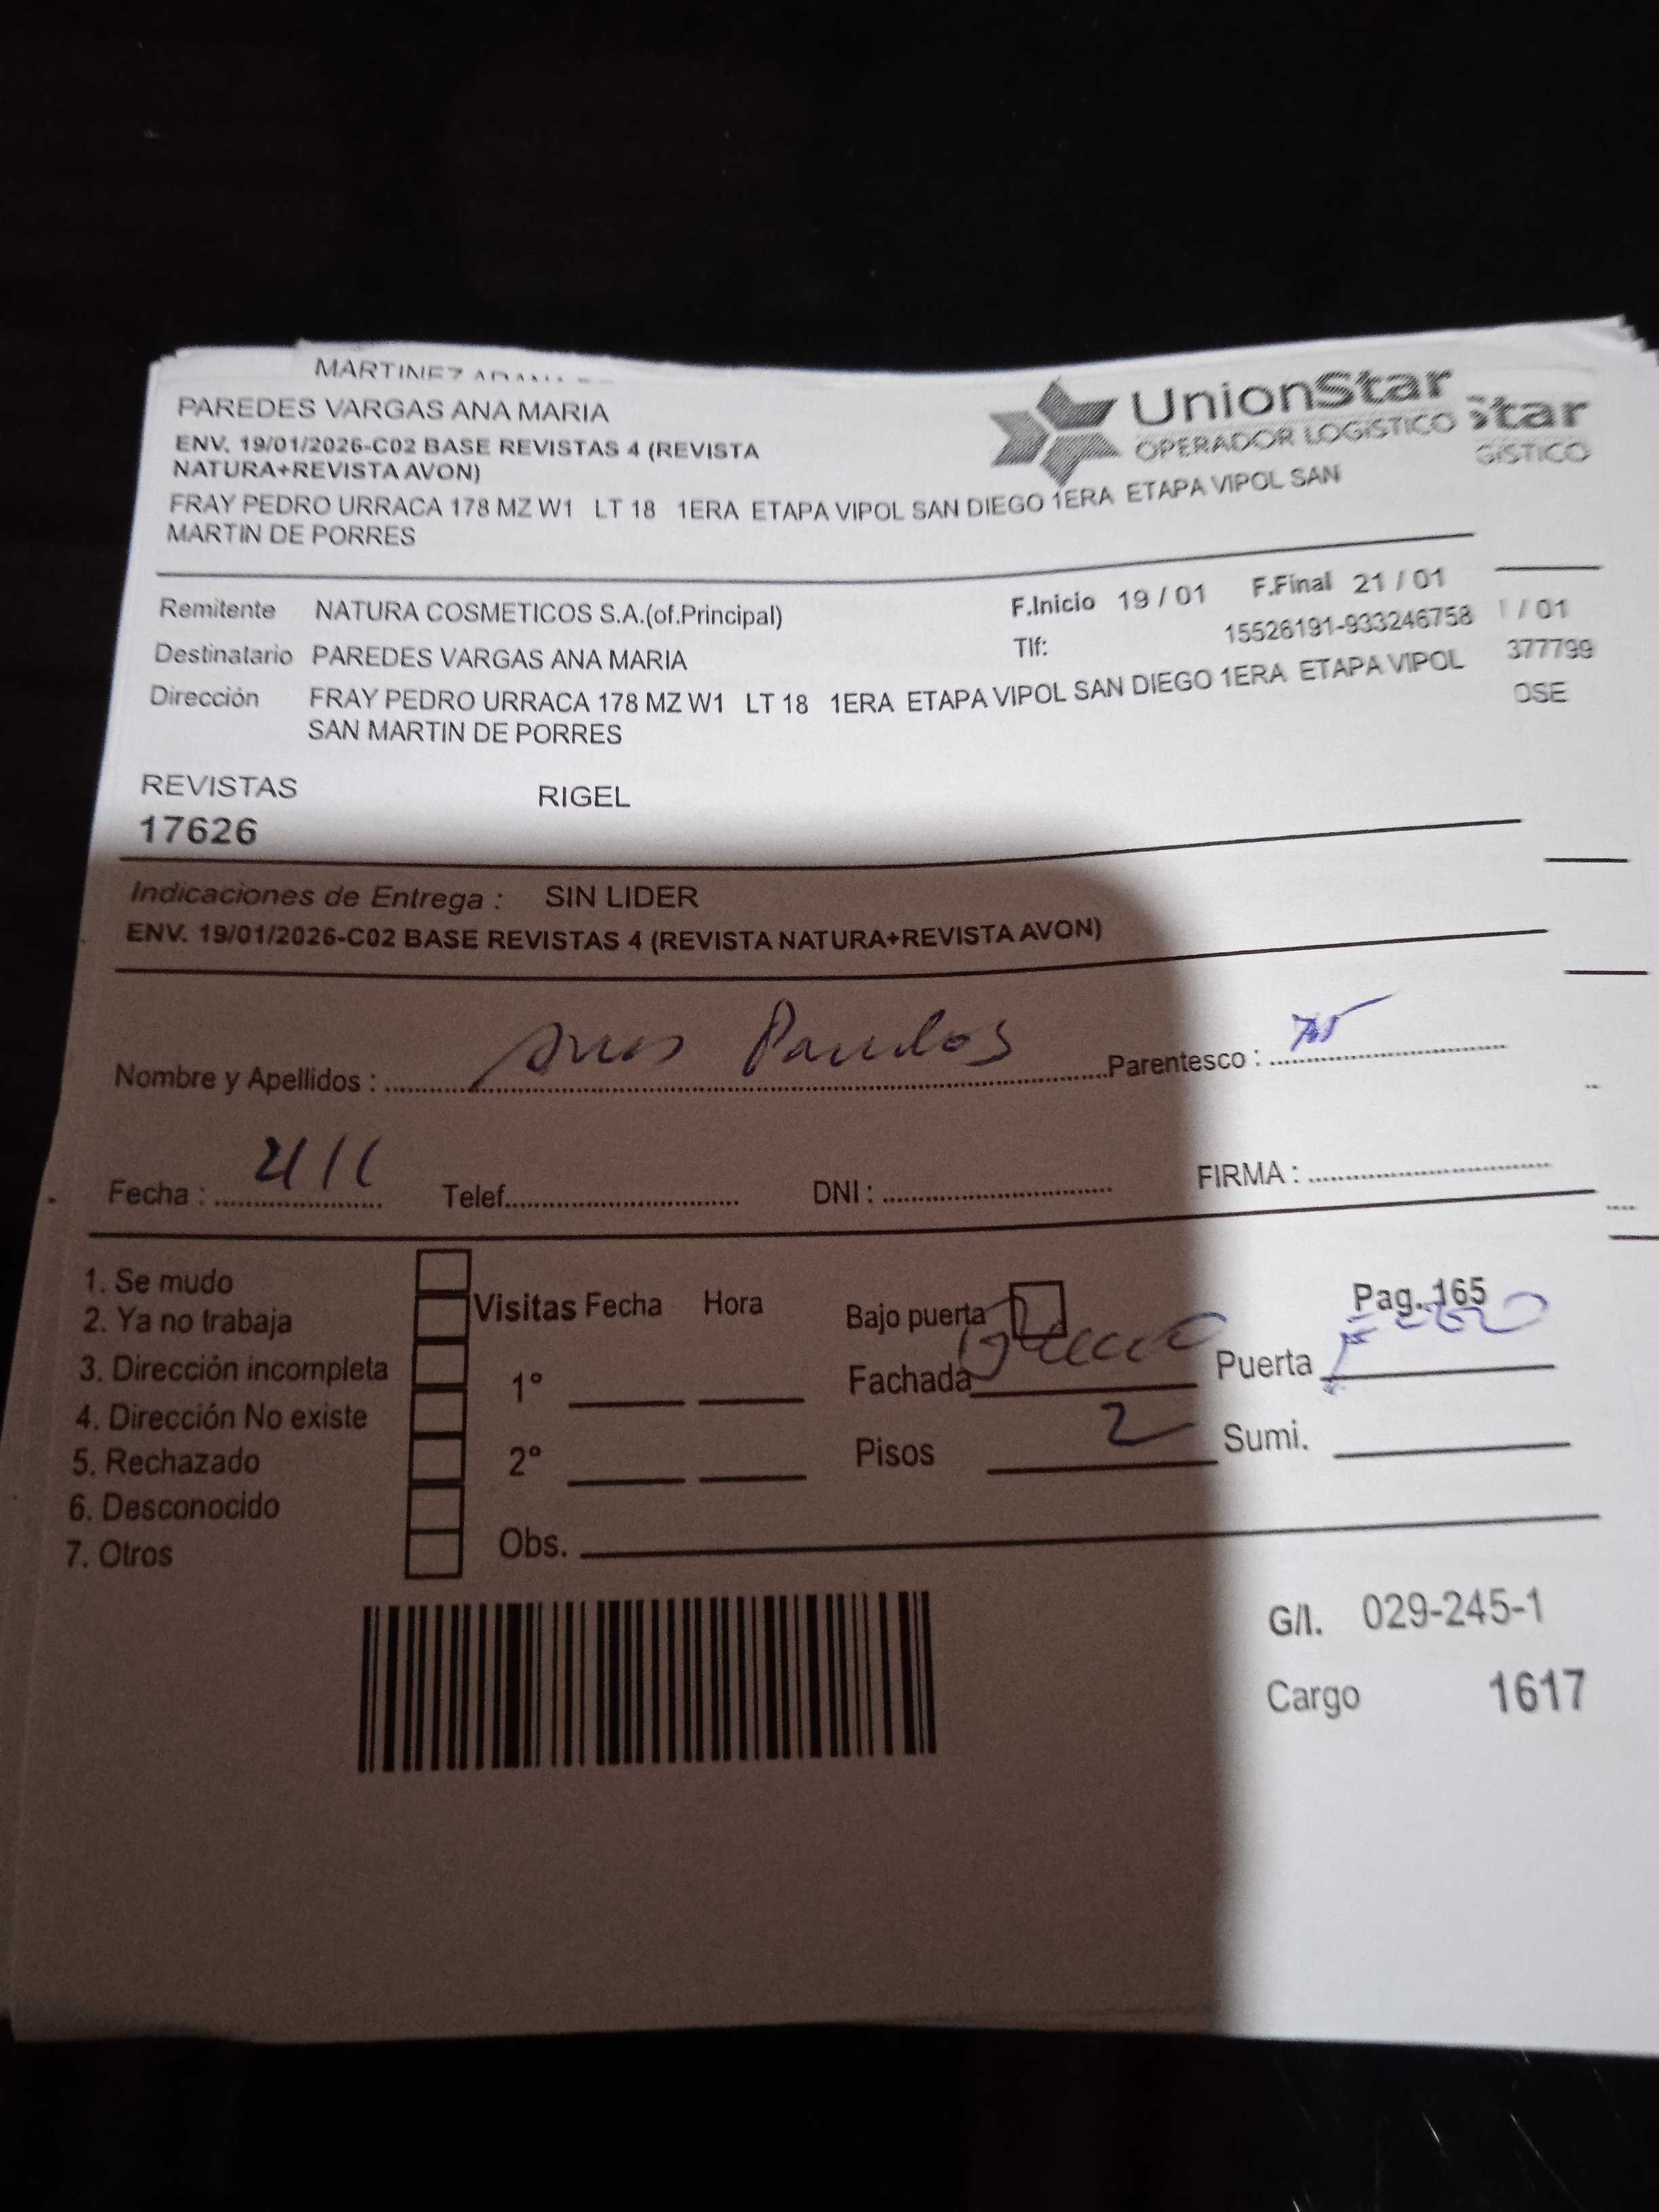 MARTINEZ
PAREDES VARGAS ANA MARIA
ENV. 19/01/2026-C02 BASE REVISTAS 4 (REVISTA
NATURA+REVISTA AVON)
FRAY PEDRO URRACA 178 MZ W1 LT 18 1ERA ETAPA VIPOL SAN DIEGO 1ERA ETAPA VIPOL SAN
MARTIN DE PORRES
UnionStar
OPERADOR LOGISTICO
Star
GISTICO
Remitente NATURA COSMETICOS S.A.(of.Principal)
F.Inicio 19 / 01 F.Final 21 / 01
/ 01
Destinatario PAREDES VARGAS ANA MARIA
Tlf: 15526191-933246758
377799
Dirección FRAY PEDRO URRACA 178 MZ W1 LT 18 1ERA ETAPA VIPOL SAN DIEGO 1ERA ETAPA VIPOL
SAN MARTIN DE PORRES
OSE
REVISTAS RIGEL
17626
Indicaciones de Entrega : SIN LIDER
ENV. 19/01/2026-C02 BASE REVISTAS 4 (REVISTA NATURA+REVISTA AVON)
Nombre y Apellidos : Paredes Parentesco :
Fecha : Telef. DNI : FIRMA :
1. Se mudo
2. Ya no trabaja
3. Dirección incompleta
4. Dirección No existe
5. Rechazado
6. Desconocido
7. Otros
Visitas Fecha Hora
1°
2°
Obs.
Bajo puerta Pag. 165
Fachada Puerta
Pisos 2 Sumi.
G/I. 029-245-1
Cargo 1617